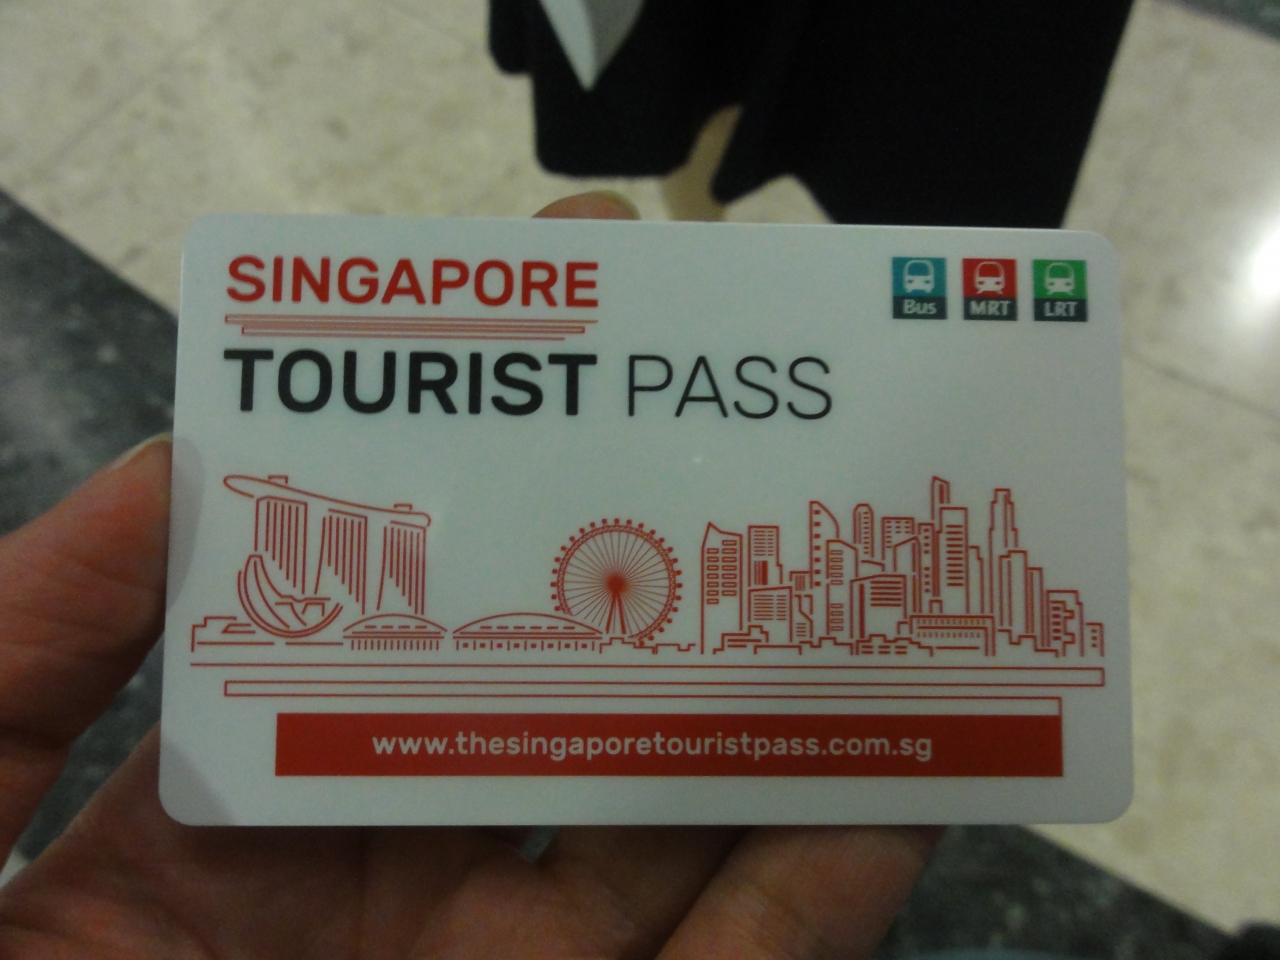 SINGAPORE
TOURIST PASS
Bus
MRT
LRT
www.thesingaporetouristpass.com.sg